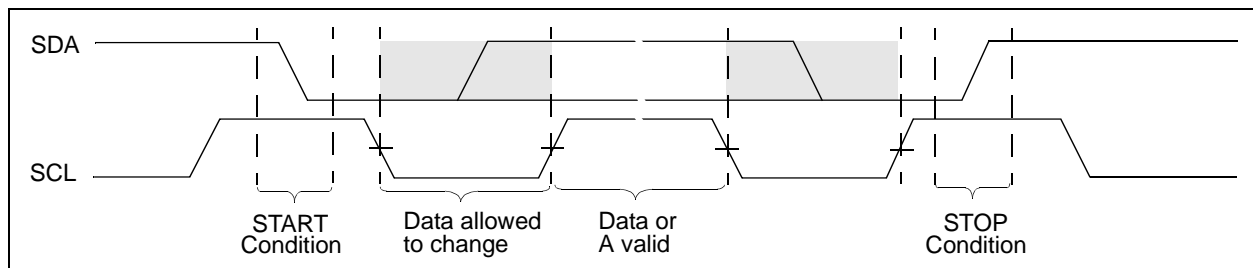 SDA
SCL
START
Condition
Data allowed
to change
Data or
A valid
STOP
Condition